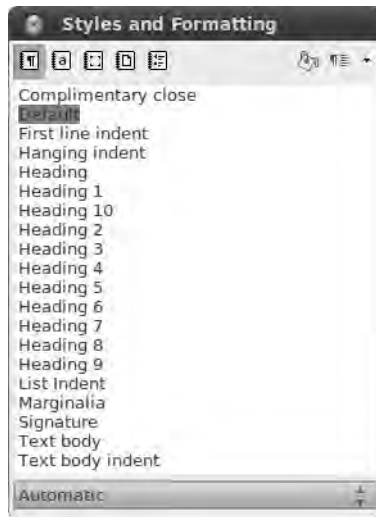 Styles and Formatting
Complimentary close
Default
First line indent
Hanging indent
Heading
Heading 1
Heading 10
Heading 2
Heading 3
Heading 4
Heading 5
Heading 6
Heading 7
Heading 8
Heading 9
List Indent
Marginalia
Signature
Text body
Text body indent
Automatic